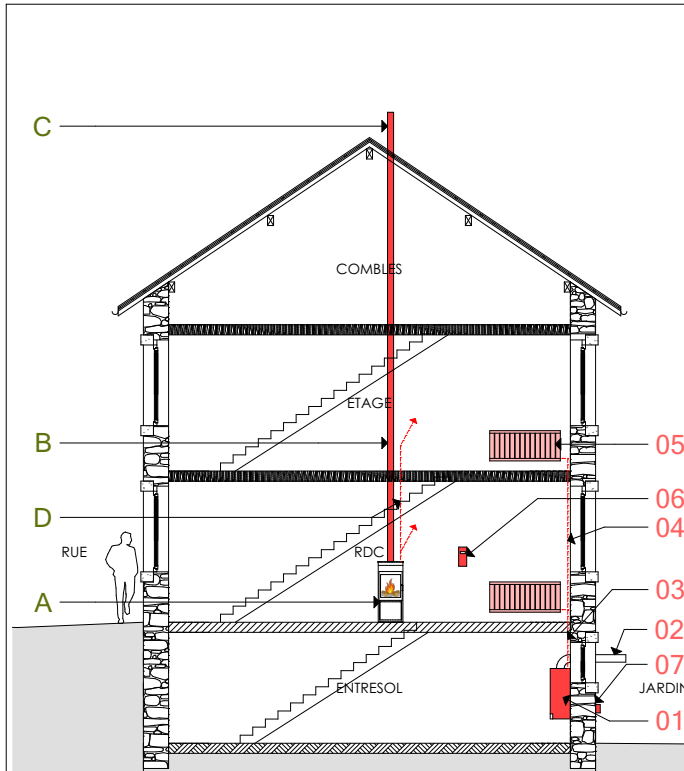 C
COMBLES
ETAGE
B
05
D
06
04
RUE
RDC
A
03
02
ENTRESOL
07
JARDIN
01